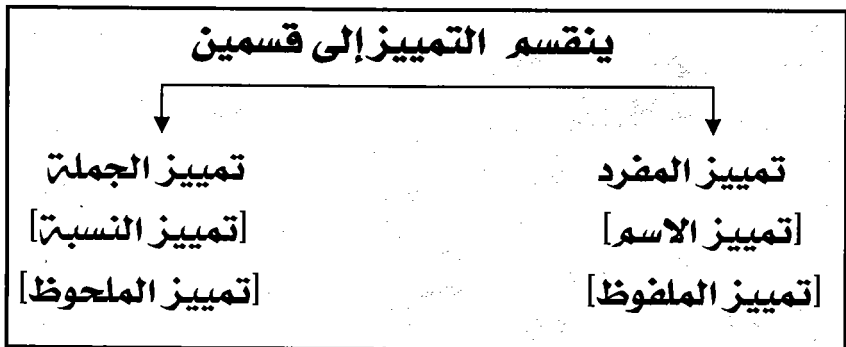 ينقسم التمييز إلى قسمين
تمييز المفرد
[تمييز الاسم]
[تمييز الملفوظ]
تمييز الجملة
[تمييز النسبة]
[تمييز الملحوظ]